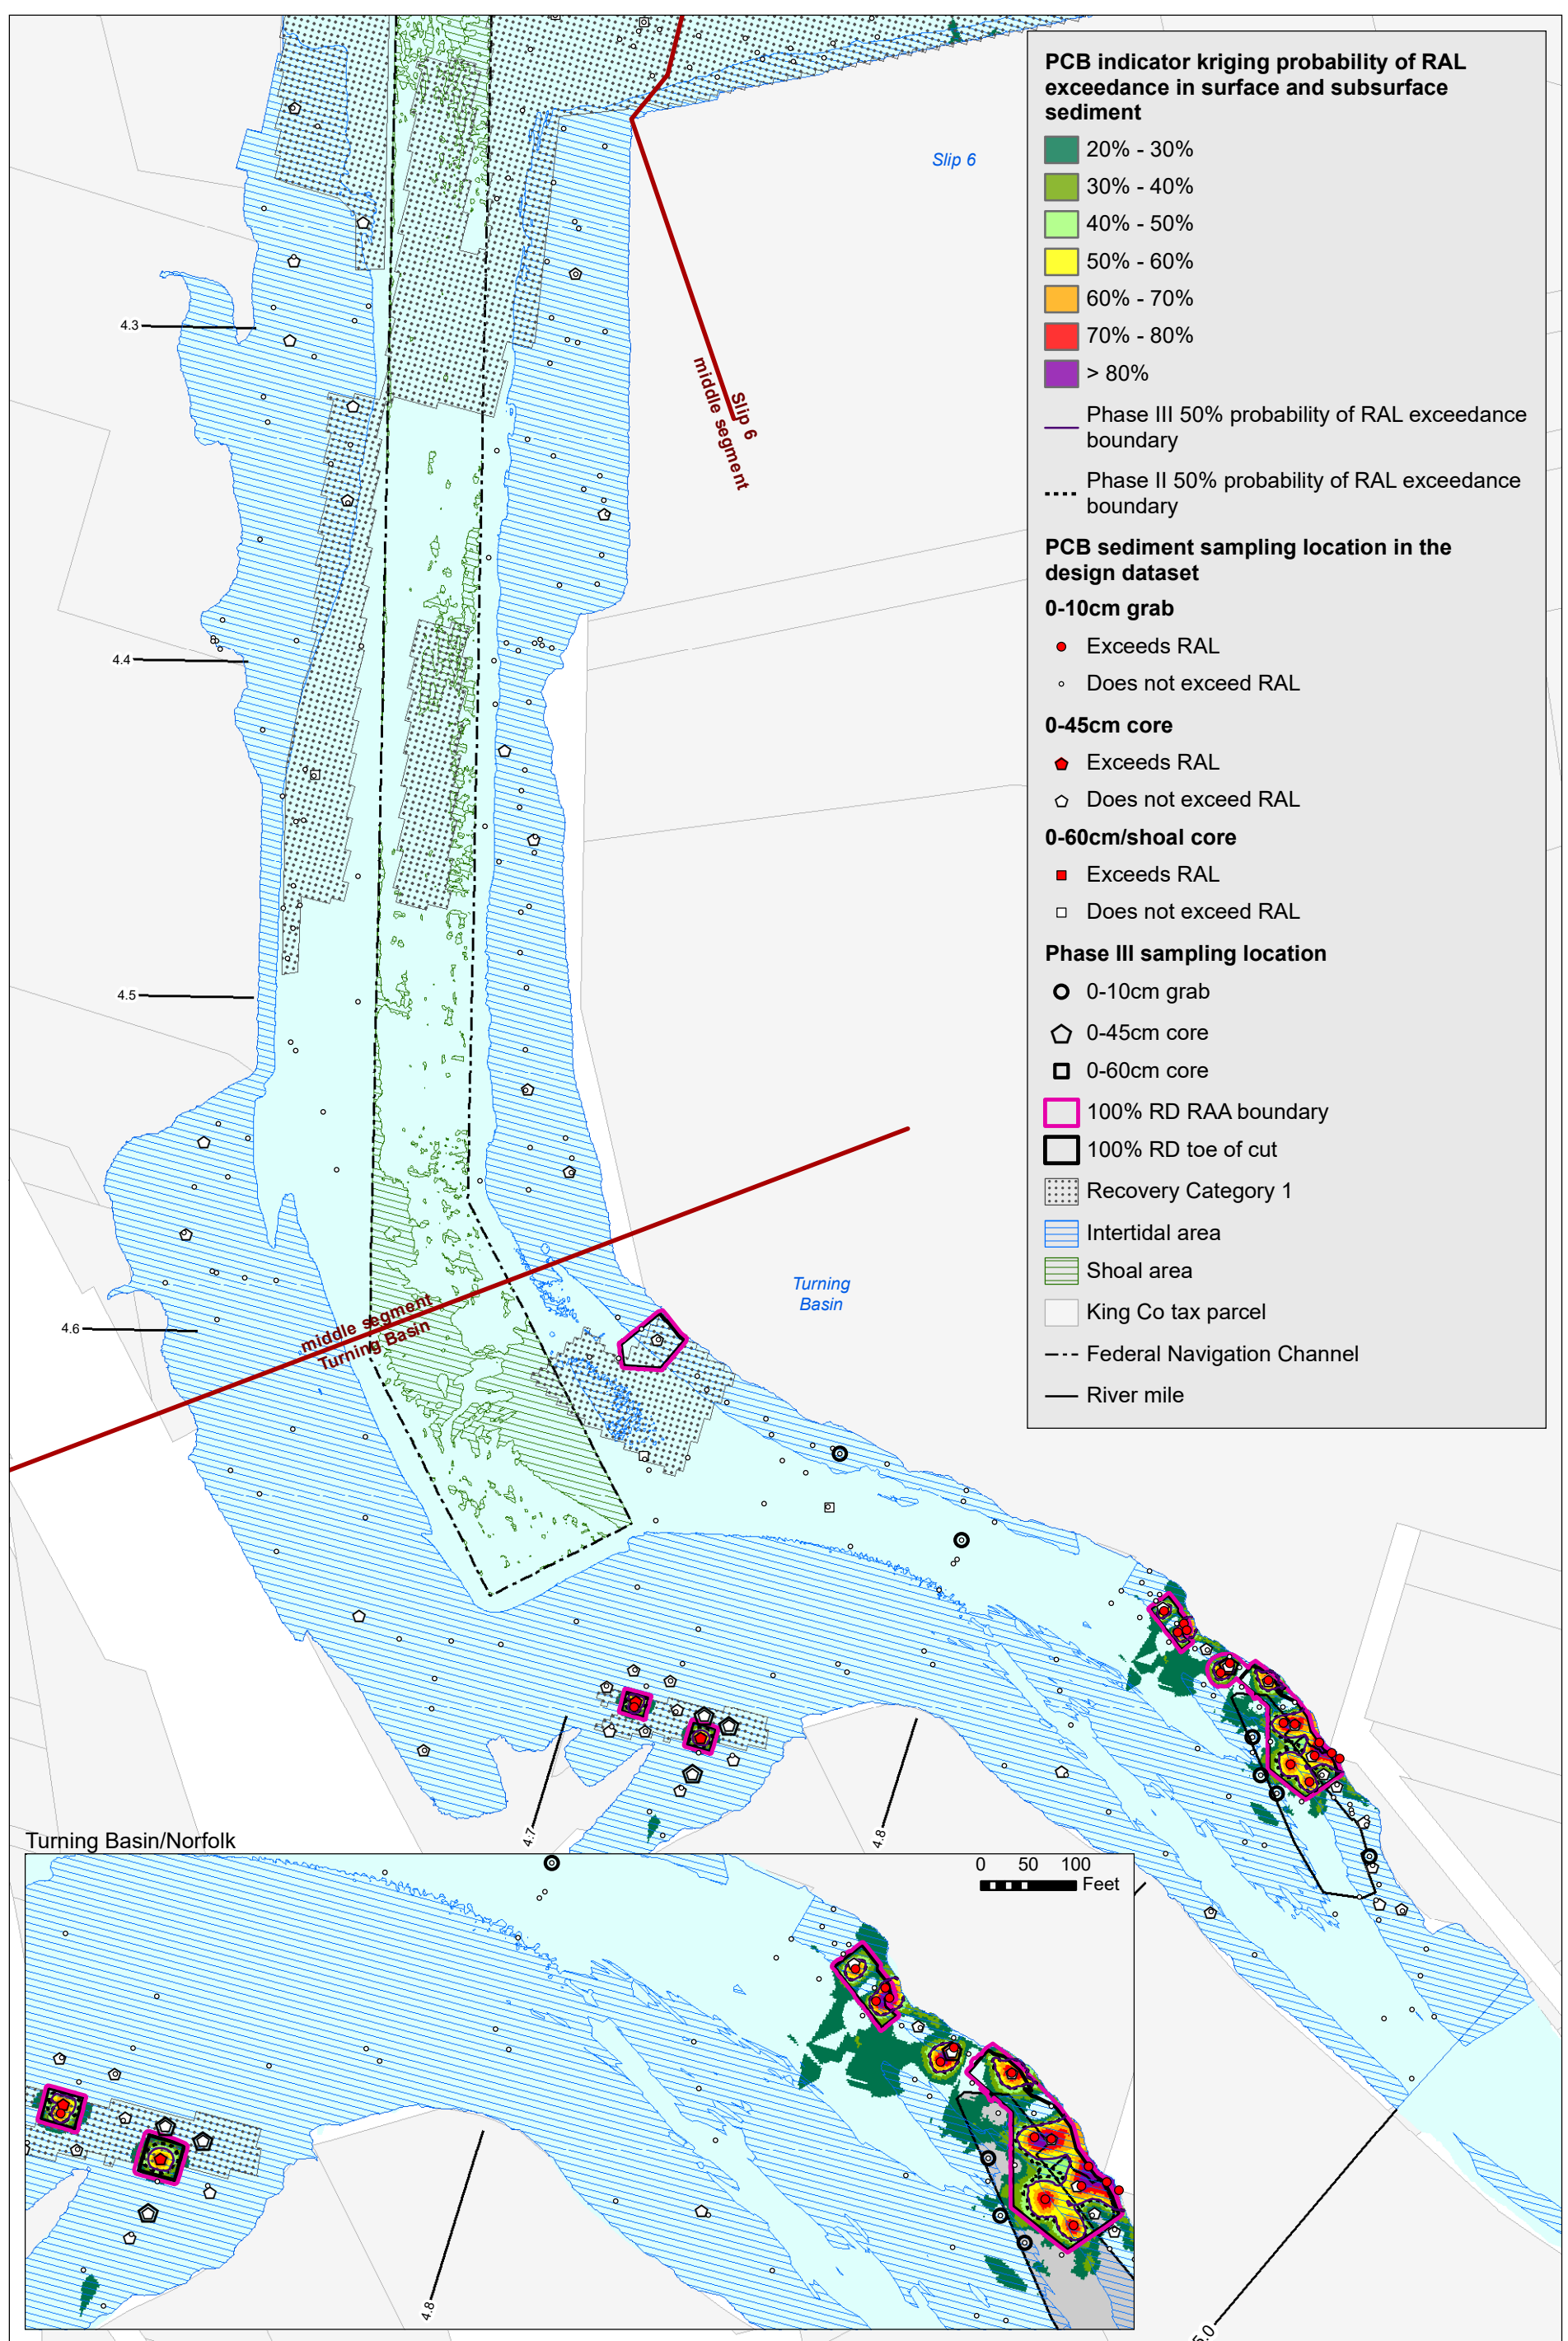 PCB indicator kriging probability of RAL
exceedance in surface and subsurface
sediment
20% - 30%
30% - 40%
40% - 50%
50% - 60%
60% - 70%
70% - 80%
> 80%
Phase III 50% probability of RAL exceedance
boundary
Phase II 50% probability of RAL exceedance
boundary
PCB sediment sampling location in the
design dataset
0-10cm grab
Exceeds RAL
Does not exceed RAL
0-45cm core
Exceeds RAL
Does not exceed RAL
0-60cm/shoal core
Exceeds RAL
Does not exceed RAL
Phase III sampling location
0-10cm grab
0-45cm core
0-60cm core
100% RD RAA boundary
100% RD toe of cut
Recovery Category 1
Intertidal area
Shoal area
King Co tax parcel
Federal Navigation Channel
River mile
Slip 6
4.3
Slip 6
middle segment
4.4
4.5
Turning
Basin
4.6
middle segment
Turning Basin
4.7
4.8
Turning Basin/Norfolk
0 50 100
Feet
4.8
5.0